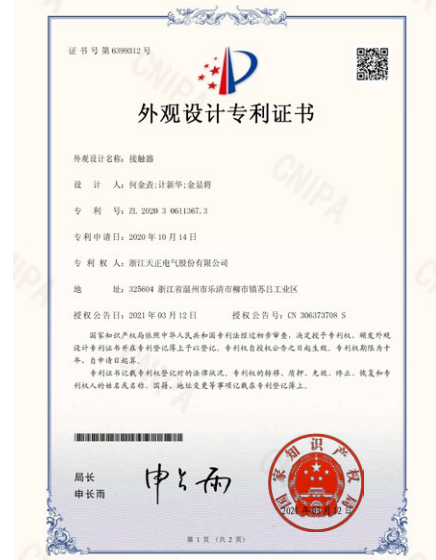 证书号第6399312号
外观设计专利证书
外观设计名称：接触器
设计人：何金垚;计新华;金显将
专利号：ZL 2020 3 0611367.3
专利申请日：2020年10月14日
专利权人：浙江天正电气股份有限公司
地址：325604 浙江省温州市乐清市柳市镇苏吕工业区
授权公告日：2021年03月12日 授权公告号：CN 306373708 S
国家知识产权局依照中华人民共和国专利法经过初步审查，决定授予专利权，颁发外观
设计专利证书并在专利登记簿上予以登记。专利权自授权公告之日起生效。专利权期限为十
年，自申请日起算。
专利证书记载专利权登记时的法律状况。专利权的转移、质押、无效、终止、恢复和专
利权人的姓名或名称、国籍、地址变更等事项记载在专利登记簿上。
局长
申长雨
申长雨
国家知识产权局
2021年03月12日
第1页（共2页）
CNIPA
CNIPA